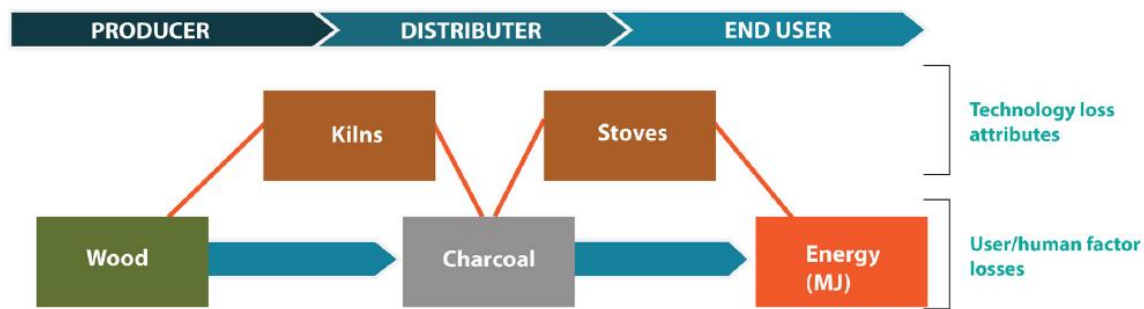 PRODUCER
DISTRIBUTER
END USER
Kilns
Stoves
Technology loss
attributes
Wood
Charcoal
Energy
(MJ)
User/human factor
losses